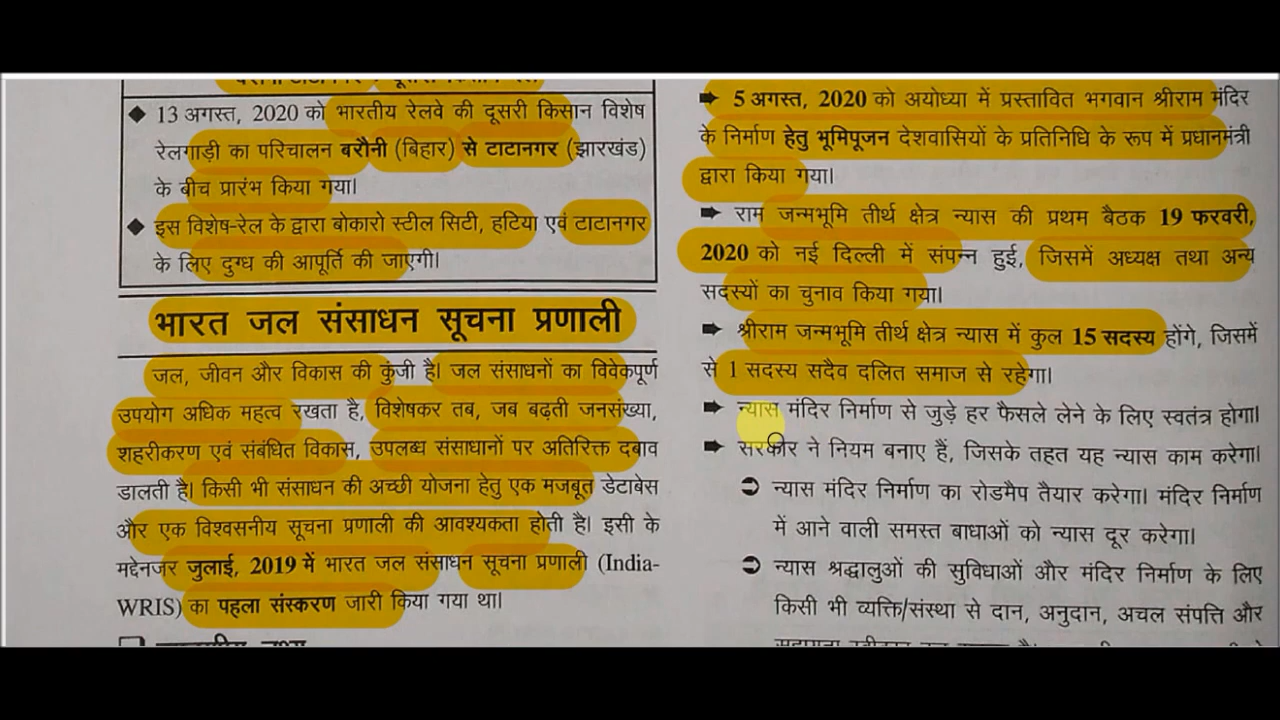 ◆ 13 अगस्त, 2020 को भारतीय रेलवे की दूसरी किसान विशेष
रेलगाड़ी का परिचालन बरौनी (बिहार) से टाटानगर (झारखंड)
के बीच प्रारंभ किया गया।
◆ इस विशेष-रेल के द्वारा बोकारो स्टील सिटी, हटिया एवं टाटानगर
के लिए दुग्ध की आपूर्ति की जाएगी।
भारत जल संसाधन सूचना प्रणाली
जल, जीवन और विकास की कुंजी है। जल संसाधनों का विवेकपूर्ण
उपयोग अधिक महत्व रखता है, विशेषकर तब, जब बढ़ती जनसंख्या,
शहरीकरण एवं संबंधित विकास, उपलब्ध संसाधानों पर अतिरिक्त दबाव
डालती है। किसी भी संसाधन की अच्छी योजना हेतु एक मजबूत डेटाबेस
और एक विश्वसनीय सूचना प्रणाली की आवश्यकता होती है। इसी के
मद्देनजर जुलाई, 2019 में भारत जल संसाधन सूचना प्रणाली (India-
WRIS) का पहला संस्करण जारी किया गया था।
➡ 5 अगस्त, 2020 को अयोध्या में प्रस्तावित भगवान श्रीराम मंदिर
के निर्माण हेतु भूमिपूजन देशवासियों के प्रतिनिधि के रूप में प्रधानमंत्री
द्वारा किया गया।
➡ राम जन्मभूमि तीर्थ क्षेत्र न्यास की प्रथम बैठक 19 फरवरी,
2020 को नई दिल्ली में संपन्न हुई, जिसमें अध्यक्ष तथा अन्य
सदस्यों का चुनाव किया गया।
➡ श्रीराम जन्मभूमि तीर्थ क्षेत्र न्यास में कुल 15 सदस्य होंगे, जिसमें
से 1 सदस्य सदैव दलित समाज से रहेगा।
➡ न्यास मंदिर निर्माण से जुड़े हर फैसले लेने के लिए स्वतंत्र होगा।
➡ सरकार ने नियम बनाए हैं, जिसके तहत यह न्यास काम करेगा।
➲ न्यास मंदिर निर्माण का रोडमैप तैयार करेगा। मंदिर निर्माण
में आने वाली समस्त बाधाओं को न्यास दूर करेगा।
➲ न्यास श्रद्धालुओं की सुविधाओं और मंदिर निर्माण के लिए
किसी भी व्यक्ति/संस्था से दान, अनुदान, अचल संपत्ति और